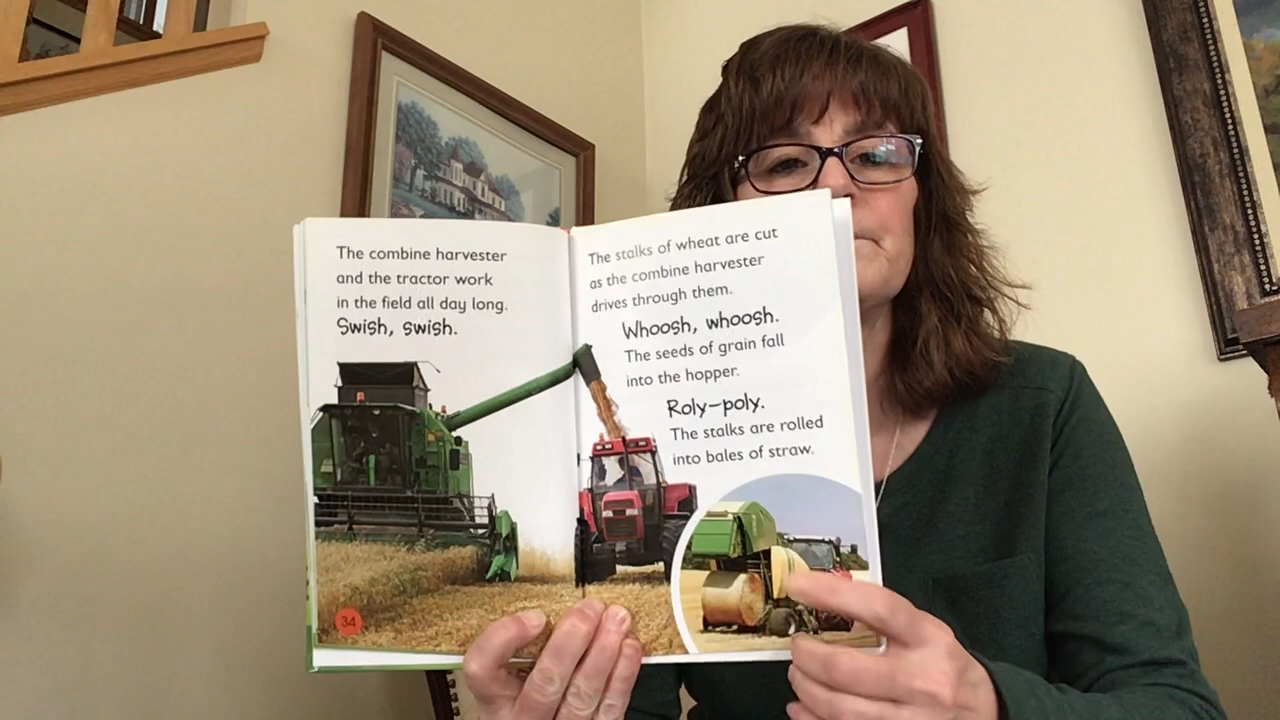 The combine harvester
and the tractor work
in the field all day long.
Swish, swish.
34
The stalks of wheat are cut
as the combine harvester
drives through them.
Whoosh, whoosh.
The seeds of grain fall
into the hopper.
Roly-poly.
The stalks are rolled
into bales of straw.